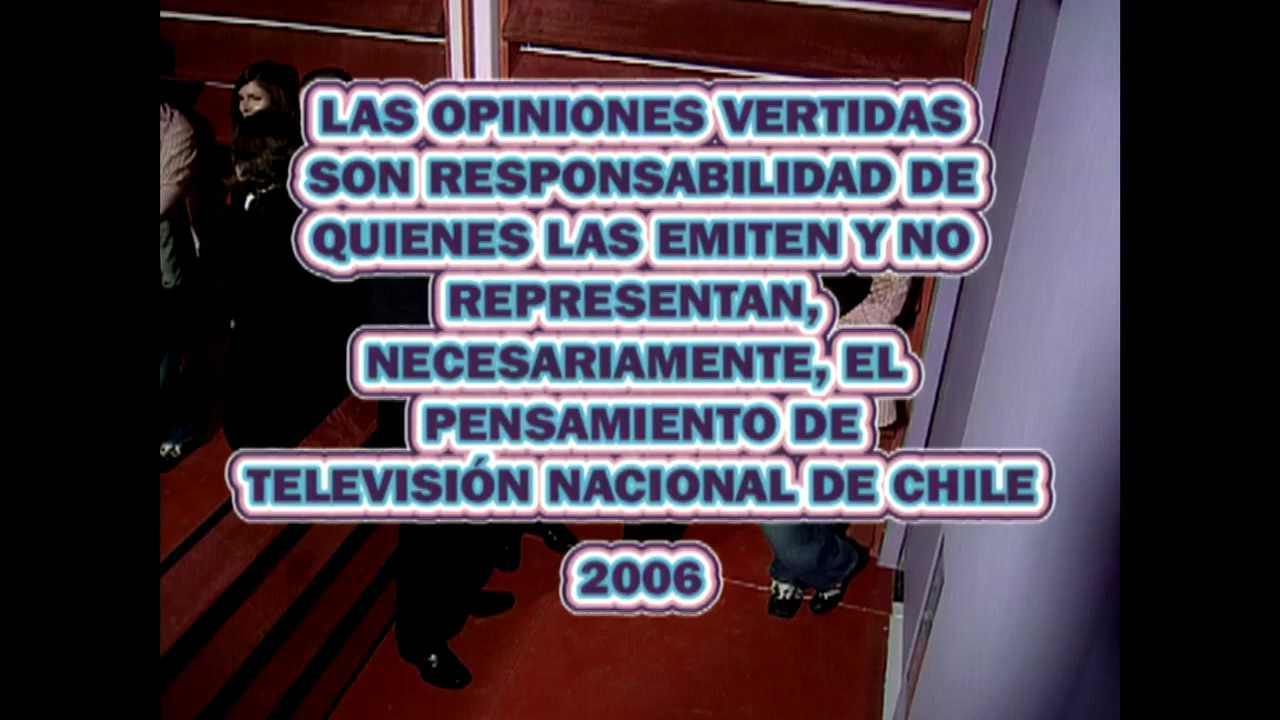 LAS OPINIONES VERTIDAS
SON RESPONSABILIDAD DE
QUIENES LAS EMITEN Y NO
REPRESENTAN,
NECESARIAMENTE, EL
PENSAMIENTO DE
TELEVISIÓN NACIONAL DE CHILE
2006